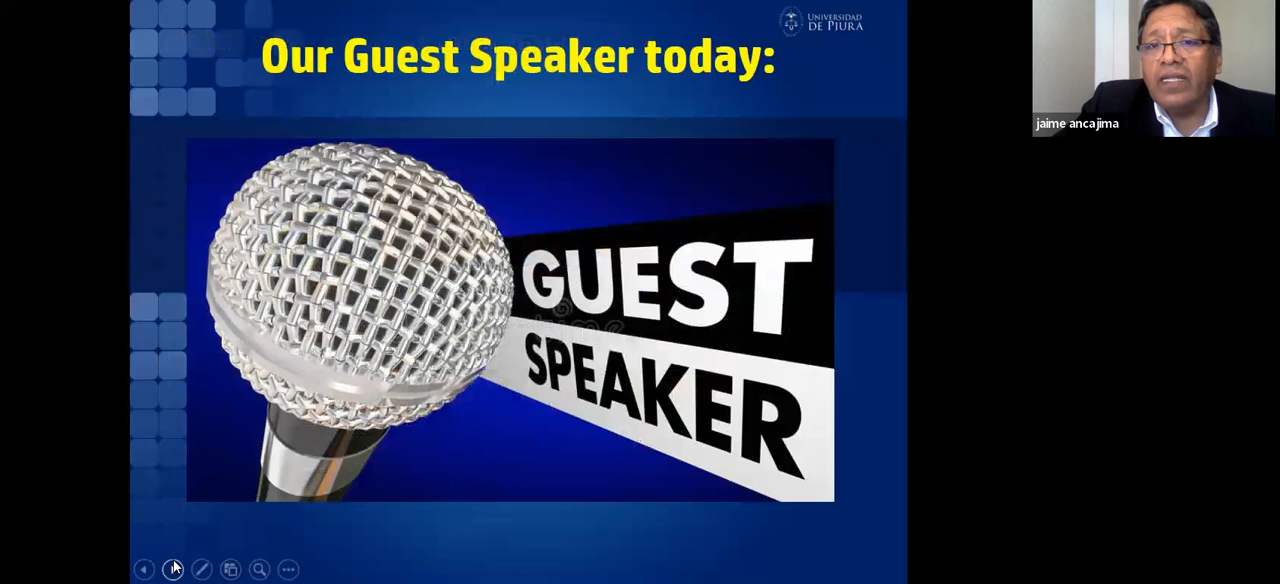 UNIVERSIDAD
DE PIURA
Our Guest Speaker today:
GUEST
SPEAKER
jaime ancajima